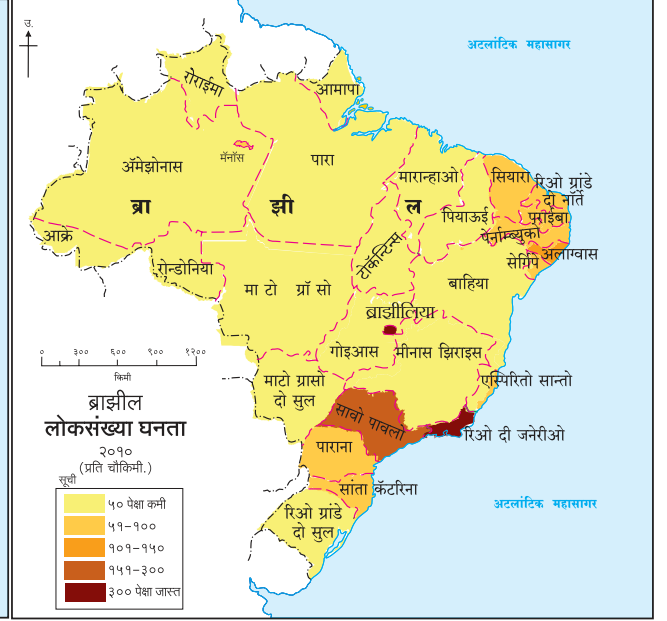 उ.
अटलांटिक महासागर
रोराईमा
आमापा
ॲमेझोनास
मॅनॉस
पारा
मारान्हाओ
सियारा
रिओ ग्रांडे
दी नॉर्ते
ब्रा
झी
ल
पियाऊई
पराईबा
पेर्नाम्ब्युको
आक्रे
रोन्डोनिया
टोकॅन्टिन्स
सेर्गिपे
अलाग्वास
मा टो ग्रॉ सो
बाहिया
ब्राझीलिया
गोइआस
मीनास झिराइस
० ३०० ६०० ९०० १२००
किमी
माटो ग्रासो
दो सुल
एस्पिरितो सान्तो
ब्राझील
लोकसंख्या घनता
२०१०
(प्रति चौकिमी.)
सावो पावलो
रिओ दी जनेरीओ
पाराना
सांता कॅटरिना
अटलांटिक महासागर
रिओ ग्रांडे
दो सुल
सूची
५० पेक्षा कमी
५१-१००
१०१-१५०
१५१-३००
३०० पेक्षा जास्त